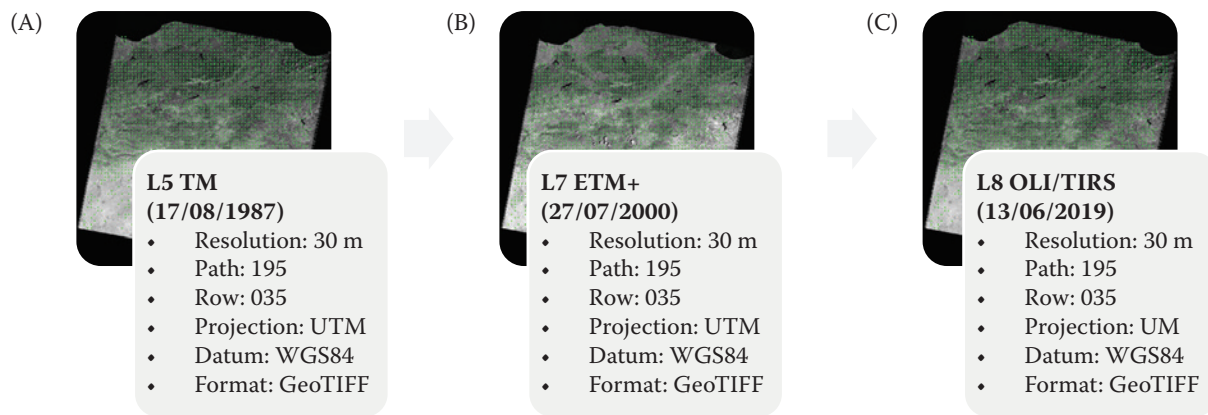 (A)
(B)
(C)
L5 TM
(17/08/1987)
• Resolution: 30 m
• Path: 195
• Row: 035
• Projection: UTM
• Datum: WGS84
• Format: GeoTIFF
L7 ETM+
(27/07/2000)
• Resolution: 30 m
• Path: 195
• Row: 035
• Projection: UTM
• Datum: WGS84
• Format: GeoTIFF
L8 OLI/TIRS
(13/06/2019)
• Resolution: 30 m
• Path: 195
• Row: 035
• Projection: UM
• Datum: WGS84
• Format: GeoTIFF